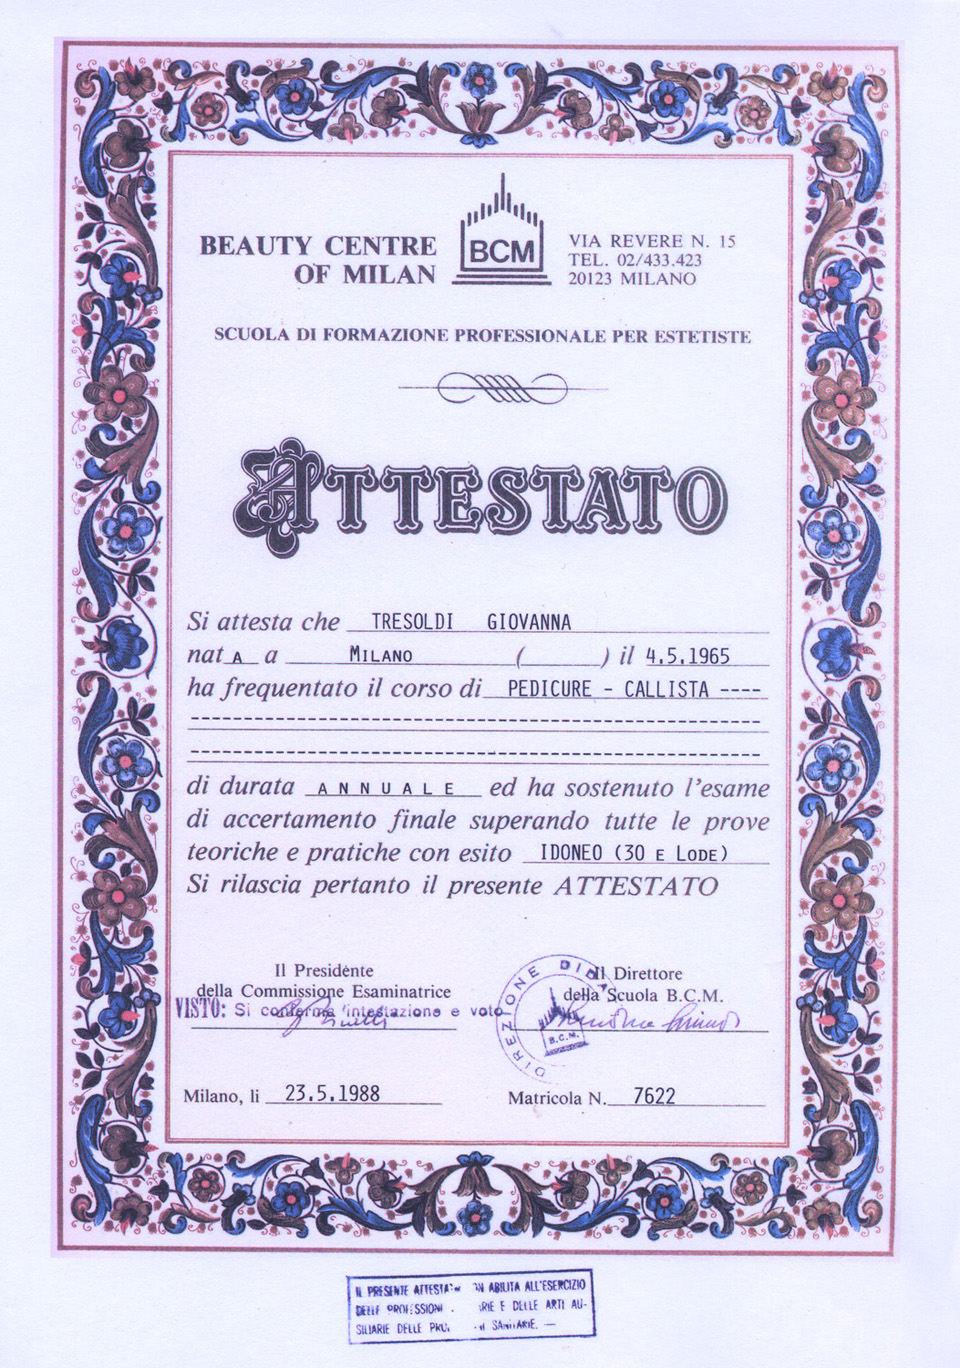 BEAUTY CENTRE
OF MILAN
BCM
VIA REVERE N. 15
TEL. 02/433.423
20123 MILANO
SCUOLA DI FORMAZIONE PROFESSIONALE PER ESTETISTE
ATTESTATO
Si attesta che TRESOLDI GIOVANNA
nat A a MILANO ( ) il 4.5.1965
ha frequentato il corso di PEDICURE - CALLISTA ----
di durata ANNUALE ed ha sostenuto l'esame
di accertamento finale superando tutte le prove
teoriche e pratiche con esito IDONEO (30 E LODE)
Si rilascia pertanto il presente ATTESTATO
Il Presidente
della Commissione Esaminatrice
VISTO: Si conferma intestazione e voto
Il Direttore
della Scuola B.C.M.
DIREZIONE
B.C.M.
Milano, li 23.5.1988
Matricola N. 7622
IL PRESENTE ABILITA ALL'ESERCIZIO
DELLE E DELLE ARTI AU-
SILIARIE DELLE